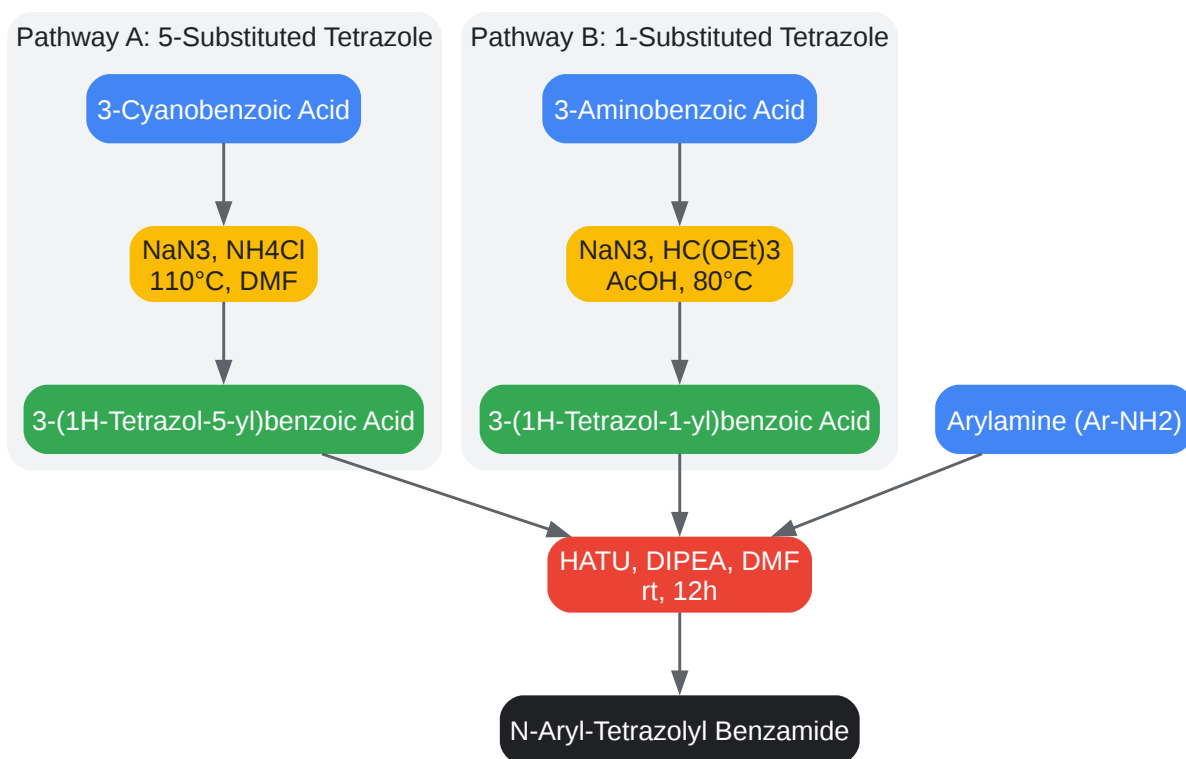 Pathway A: 5-Substituted Tetrazole
Pathway B: 1-Substituted Tetrazole
3-Cyanobenzoic Acid
3-Aminobenzoic Acid
NaN3, NH4Cl
110°C, DMF
NaN3, HC(OEt)3
AcOH, 80°C
3-(1H-Tetrazol-5-yl)benzoic Acid
3-(1H-Tetrazol-1-yl)benzoic Acid
Arylamine (Ar-NH2)
HATU, DIPEA, DMF
rt, 12h
N-Aryl-Tetrazolyl Benzamide